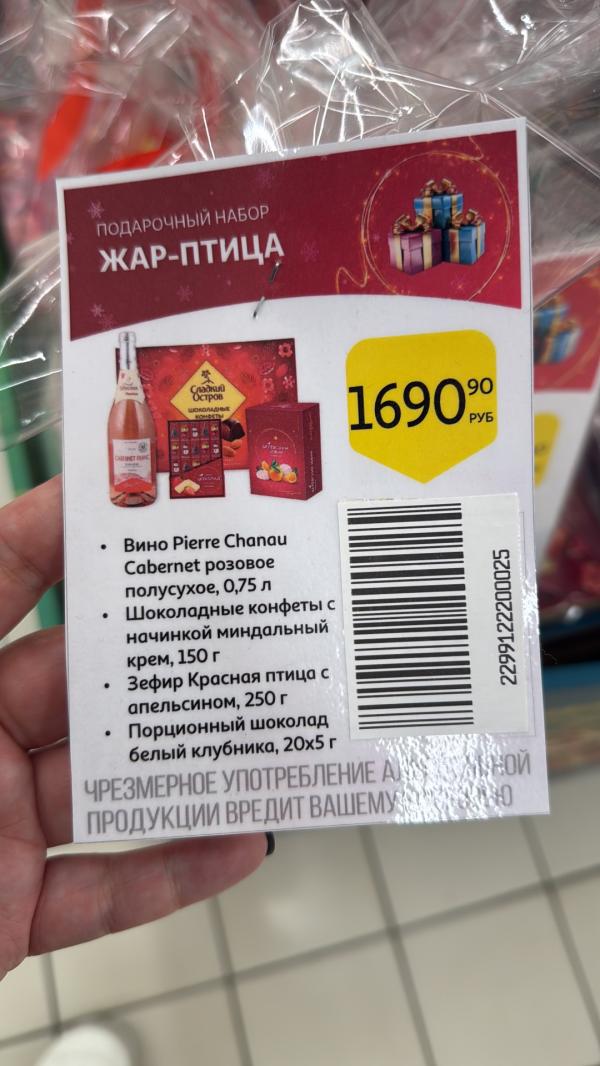 ПОДАРОЧНЫЙ НАБОР
ЖАР-ПТИЦА
Сладкий
Остров
ШОКОЛАДНЫЕ
КОНФЕТЫ
CABERNET
1690 90
РУБ
• Вино Pierre Chanau
Cabernet розовое
полусухое, 0,75 л
• Шоколадные конфеты с
начинкой миндальный
крем, 150 г
• Зефир Красная птица с
апельсином, 250 г
• Порционный шоколад
белый клубника, 20х5 г
2299122200025
ЧРЕЗМЕРНОЕ УПОТРЕБЛЕНИЕ
ПРОДУКЦИИ ВРЕДИТ ВАШЕМУ